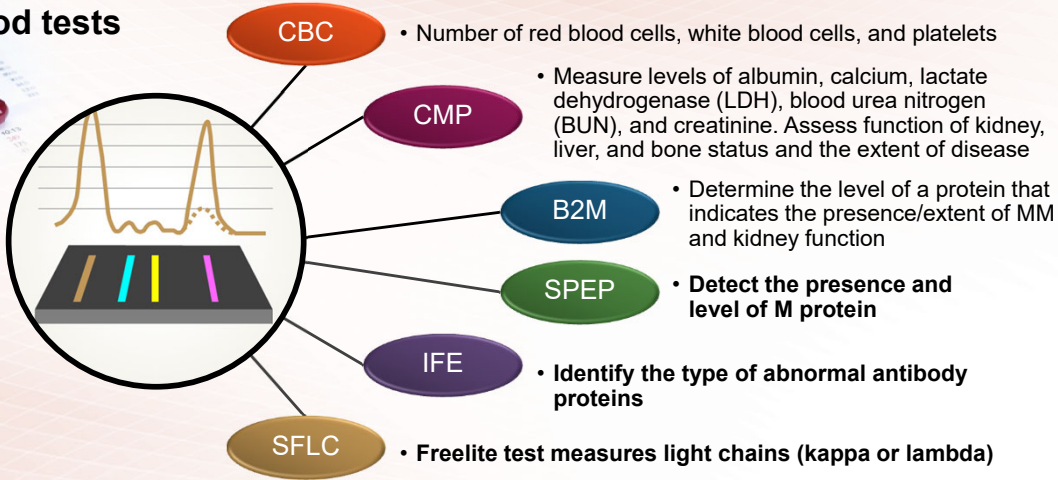 od tests
CBC
• Number of red blood cells, white blood cells, and platelets
CMP
• Measure levels of albumin, calcium, lactate
dehydrogenase (LDH), blood urea nitrogen
(BUN), and creatinine. Assess function of kidney,
liver, and bone status and the extent of disease
B2M
• Determine the level of a protein that
indicates the presence/extent of MM
and kidney function
SPEP
• Detect the presence and
level of M protein
IFE
• Identify the type of abnormal antibody
proteins
SFLC
• Freelite test measures light chains (kappa or lambda)